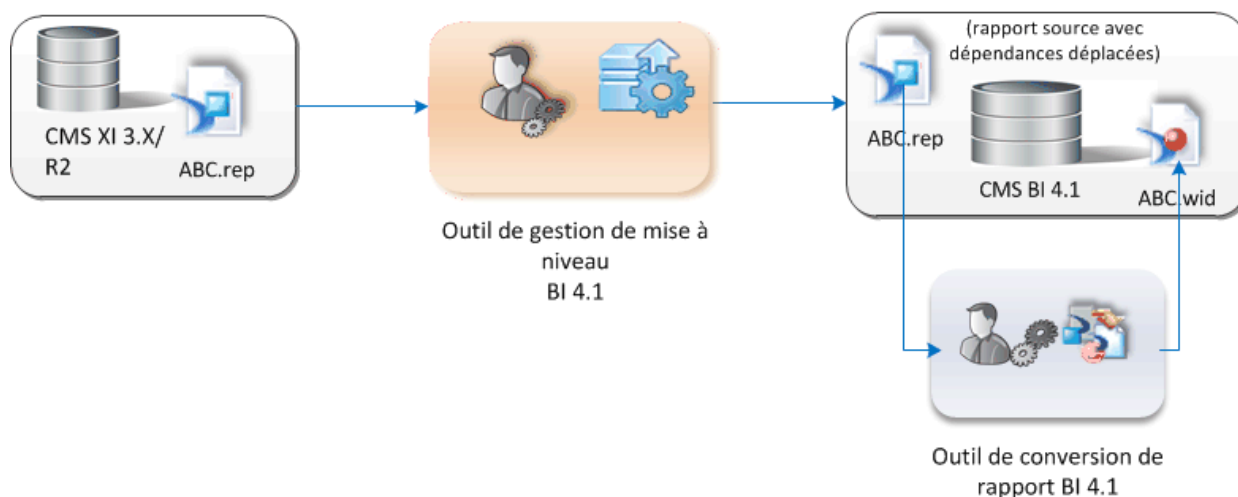 CMS XI 3.X/
R2
ABC.rep
Outil de gestion de mise à
niveau
BI 4.1
(rapport source avec
dépendances déplacées)
ABC.rep
CMS BI 4.1
ABC.wid
Outil de conversion de
rapport BI 4.1